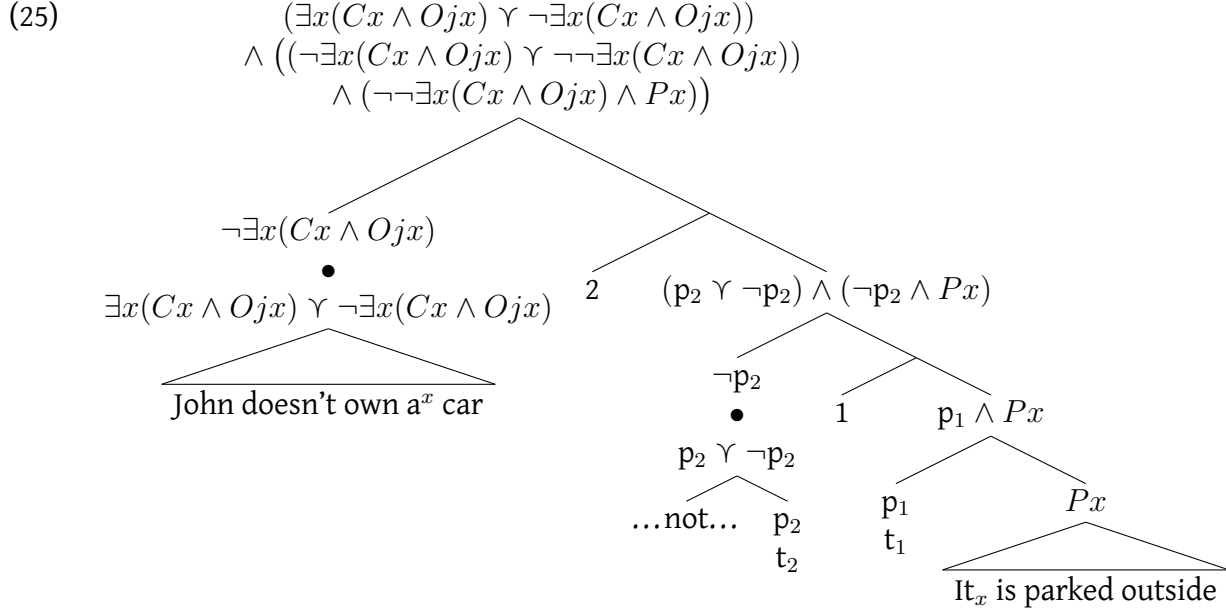 (25)
(∃x(Cx ∧ Ojx) ⋎ ¬∃x(Cx ∧ Ojx))
∧ ((¬∃x(Cx ∧ Ojx) ⋎ ¬¬∃x(Cx ∧ Ojx))
∧ (¬¬∃x(Cx ∧ Ojx) ∧ Px))
¬∃x(Cx ∧ Ojx)
•
∃x(Cx ∧ Ojx) ⋎ ¬∃x(Cx ∧ Ojx)
John doesn't own aˣ car
2
(p₂ ⋎ ¬p₂) ∧ (¬p₂ ∧ Px)
¬p₂
•
p₂ ⋎ ¬p₂
...not...
p₂
t₂
1
p₁ ∧ Px
p₁
t₁
Px
Itₓ is parked outside